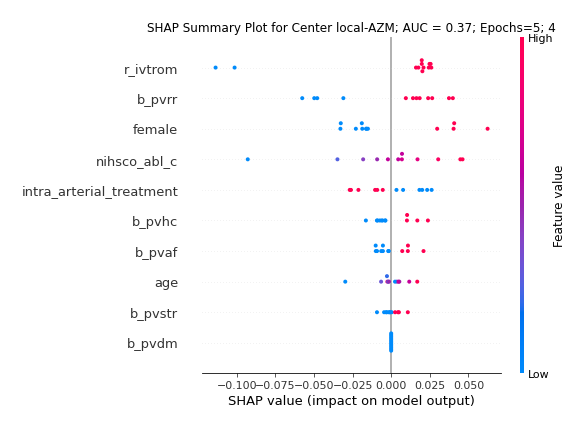 SHAP Summary Plot for Center local-AZM; AUC = 0.37; Epochs=5; 4
High
r_ivtrom
b_pvrr
female
nihsco_abl_c
intra_arterial_treatment
b_pvhc
b_pvaf
age
b_pvstr
b_pvdm
Feature value
Low
−0.100 −0.075 −0.050 −0.025 0.000 0.025 0.050
SHAP value (impact on model output)